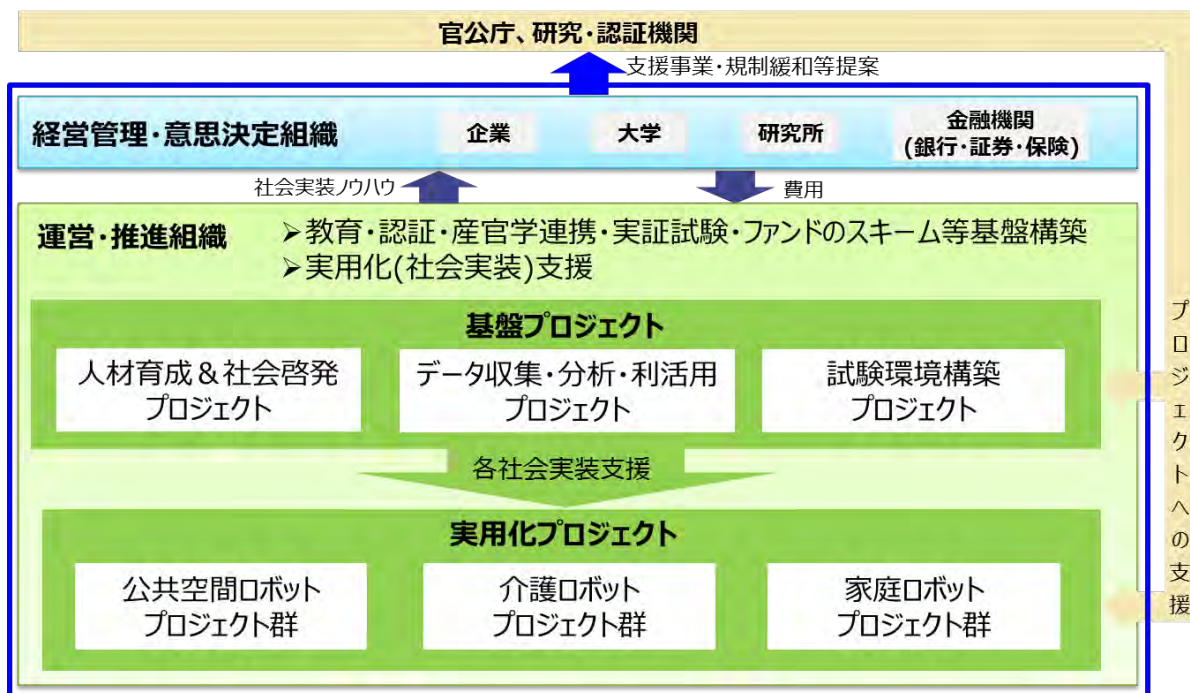 官公庁、研究・認証機関
支援事業・規制緩和等提案
経営管理・意思決定組織
企業
大学
研究所
金融機関
(銀行・証券・保険)
社会実装ノウハウ
費用
運営・推進組織
➢教育・認証・産官学連携・実証試験・ファンドのスキーム等基盤構築
➢実用化(社会実装)支援
基盤プロジェクト
人材育成&社会啓発
プロジェクト
データ収集・分析・利活用
プロジェクト
試験環境構築
プロジェクト
各社会実装支援
実用化プロジェクト
公共空間ロボット
プロジェクト群
介護ロボット
プロジェクト群
家庭ロボット
プロジェクト群
プロジェクトへの支援